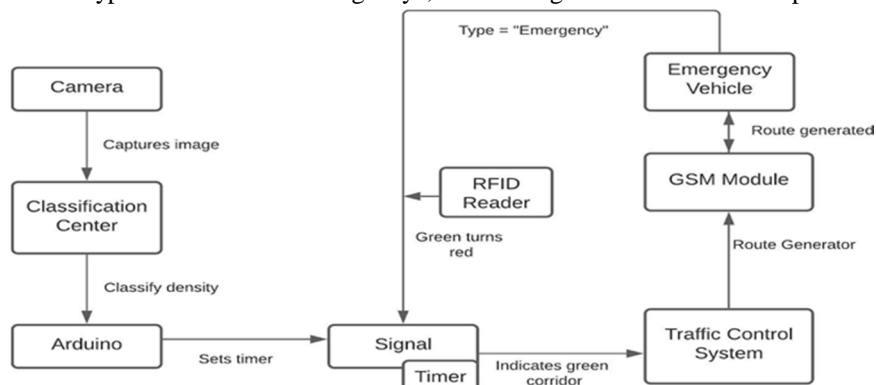 Type = "Emergency"
Camera
Emergency
Vehicle
Captures image
Route generated
RFID
Reader
GSM Module
Classification
Center
Green turns
red
Route Generator
Classify density
Arduino
Sets timer
Signal
Timer
Indicates green
corridor
Traffic Control
System